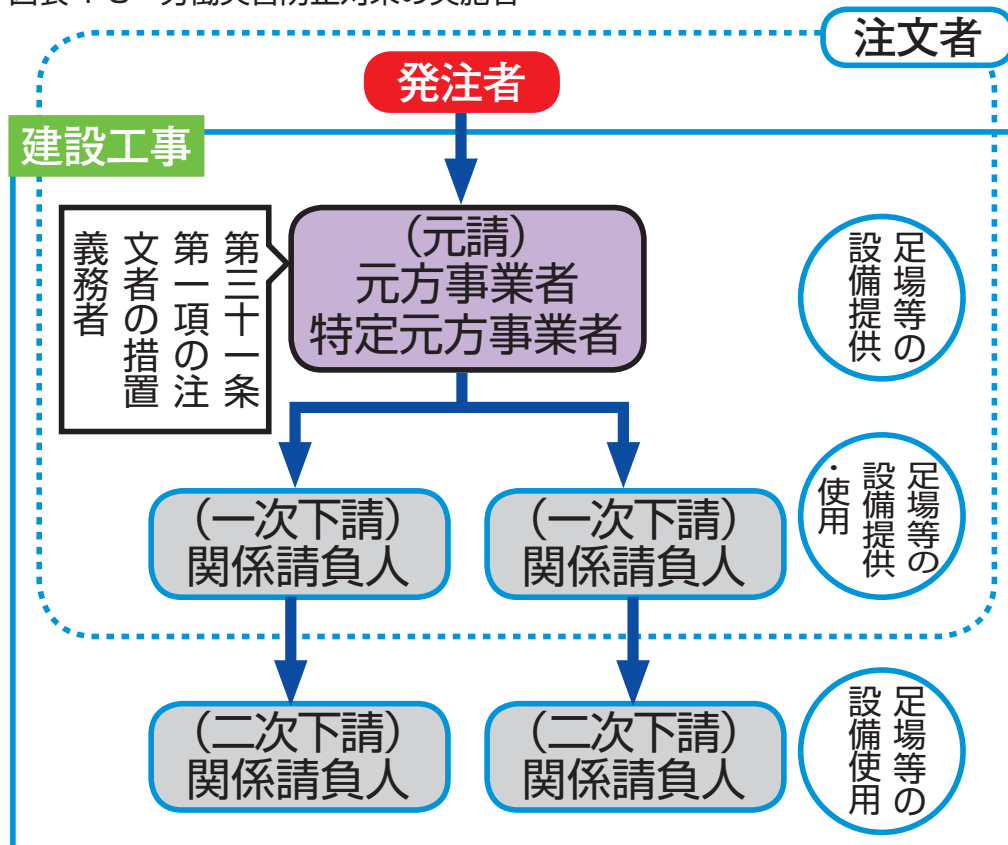 注文者
発注者
建設工事
第三十一条
第一項の注
文者の措置
義務者
（元請）
元方事業者
特定元方事業者
足場等の
設備提供
（一次下請）
関係請負人
（一次下請）
関係請負人
足場等の
設備提供
・使用
（二次下請）
関係請負人
（二次下請）
関係請負人
足場等の
設備使用